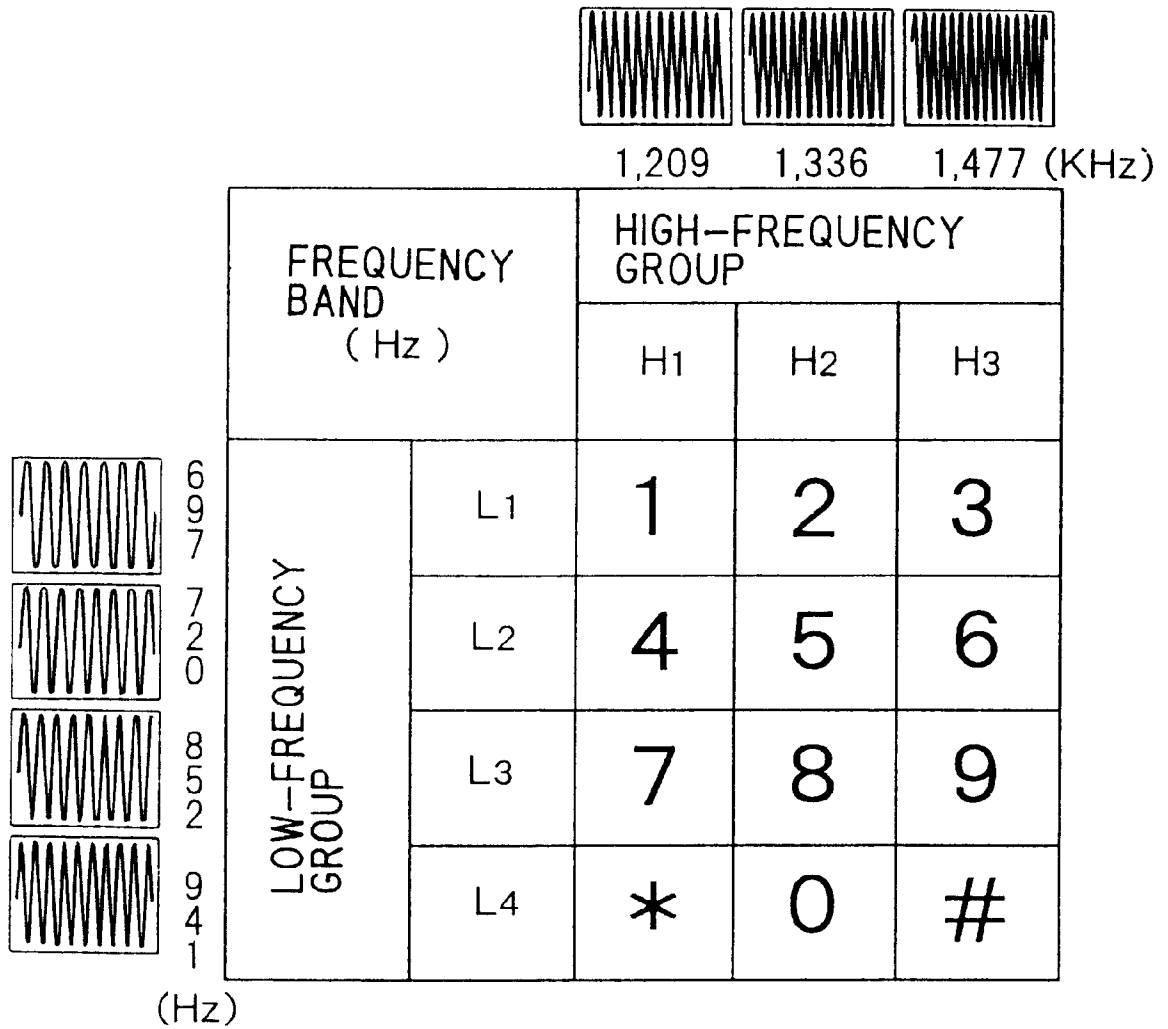 1,209 1,336 1,477 (KHz)
FREQUENCY
BAND
( Hz )
HIGH-FREQUENCY
GROUP
H1 H2 H3
697
720
852
941
(Hz)
LOW-FREQUENCY
GROUP
L1 1 2 3
L2 4 5 6
L3 7 8 9
L4 * 0 #